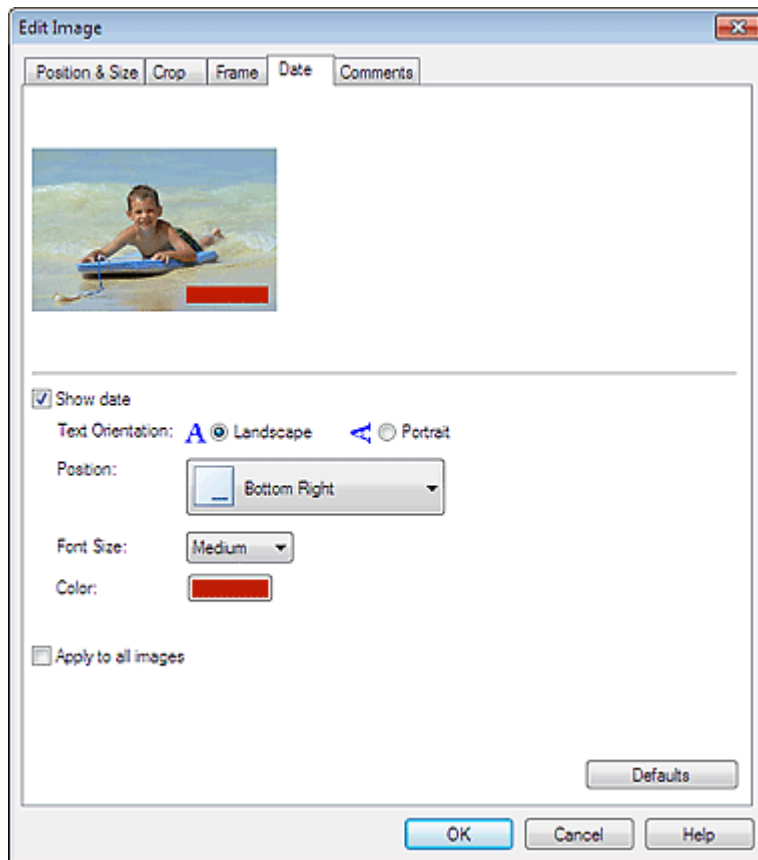 Edit Image
Position & Size Crop Frame Date Comments
Show date
Text Orientation: A Landscape A Portrait
Position: Bottom Right
Font Size: Medium
Color:
Apply to all images
Defaults
OK Cancel Help